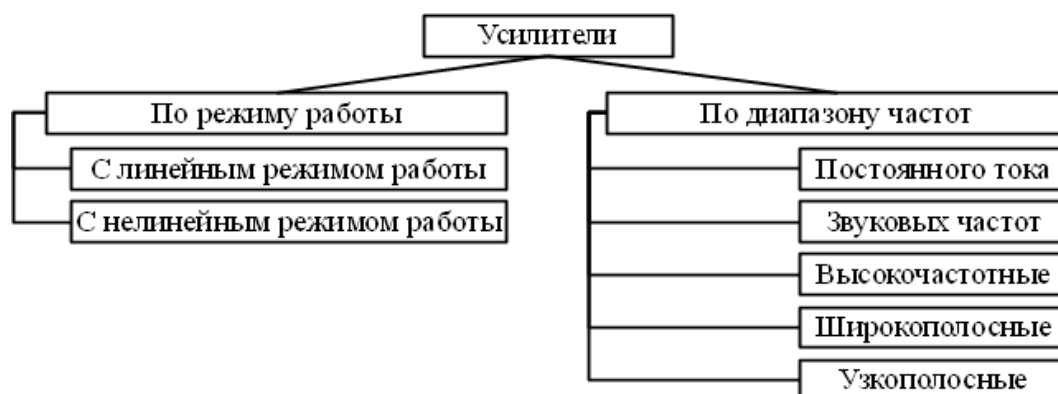 Усилители
По режиму работы
С линейным режимом работы
С нелинейным режимом работы
По диапазону частот
Постоянного тока
Звуковых частот
Высокочастотные
Широкополосные
Узкополосные